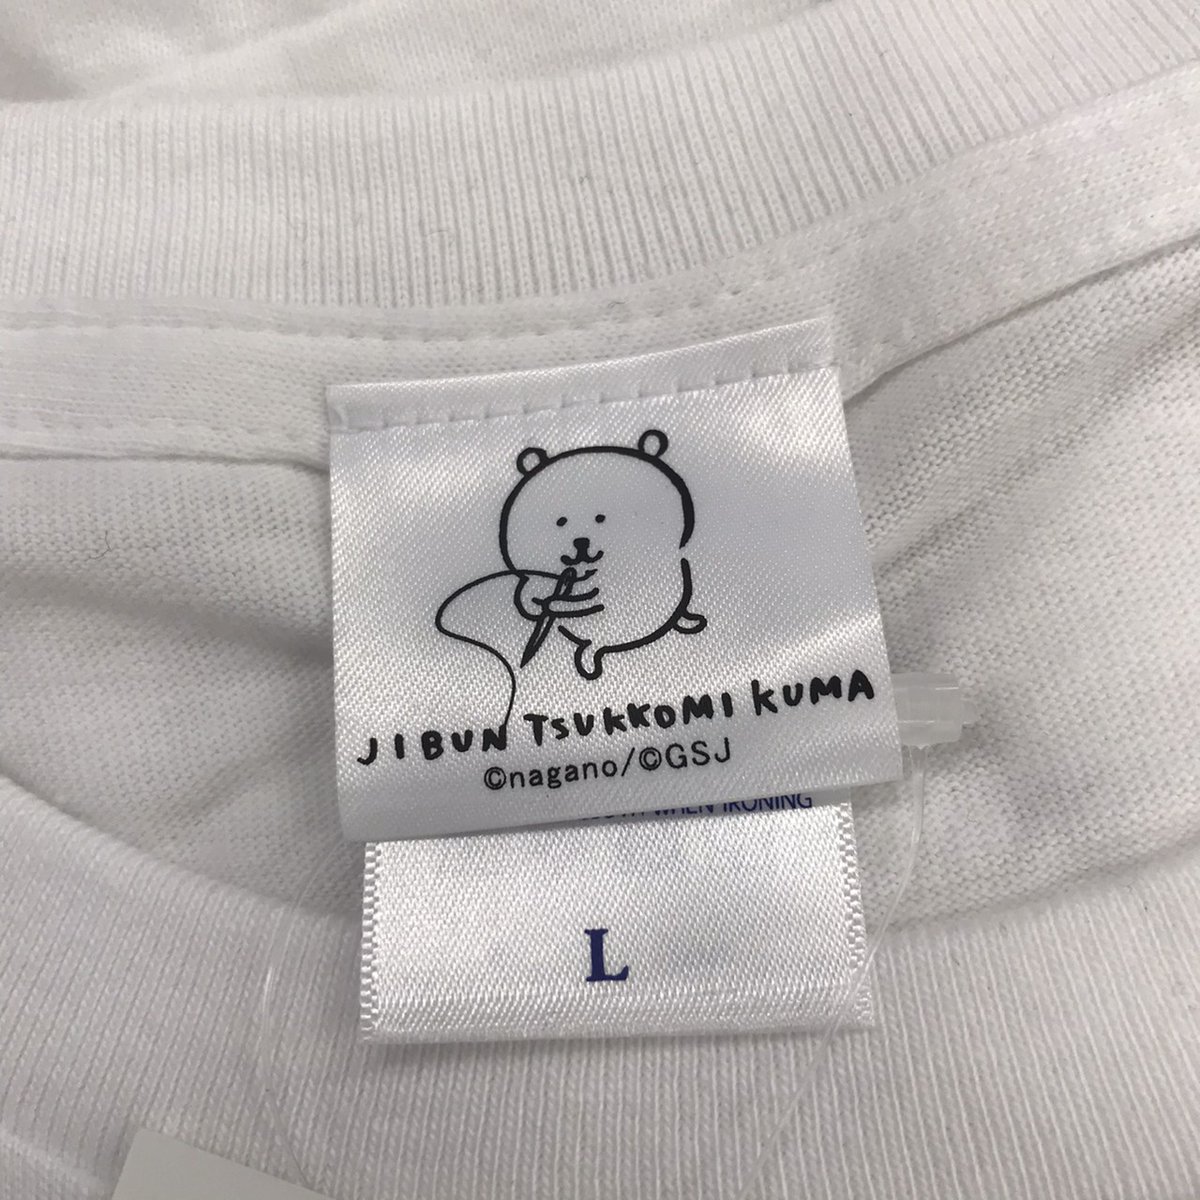 JIBUN TSUKKOMI KUMA
©nagano/©GSJ
WHEN IRONING
L